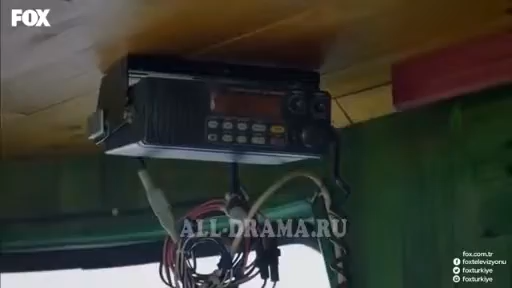 FOX
ALL-DRAMA.RU
fox.com.tr
foxtelevizyonu
foxturkiye
foxturkiye